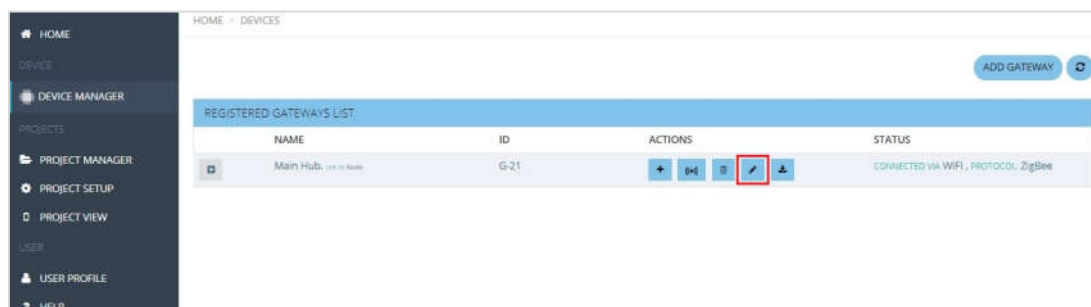 HOME - DEVICES
HOME
DEVICE
DEVICE MANAGER
PROJECTS
PROJECT MANAGER
PROJECT SETUP
PROJECT VIEW
USER
USER PROFILE
HELP
ADD GATEWAY
REGISTERED GATEWAYS LIST
NAME ID ACTIONS STATUS
Main Hub. G-21 CONNECTED VIA WIFI , PROTOCOL ZigBee